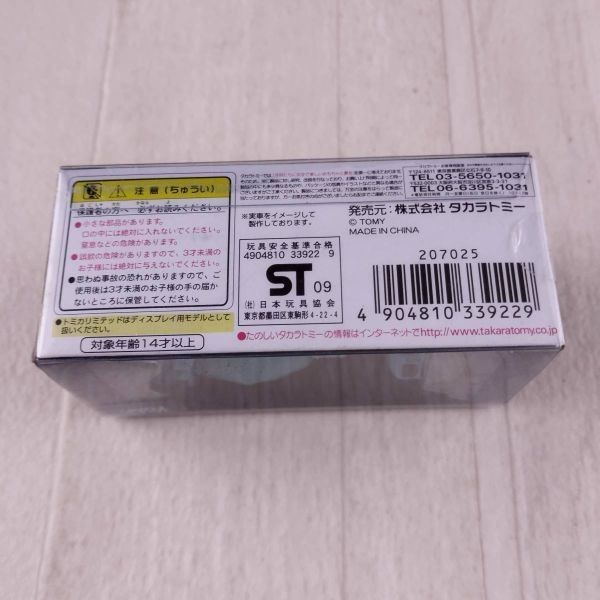 注意（ちゅうい）
保護者の方へ 必ずお読みください。
●小さな部品があります。
口の中には絶対に入れないでください。
窒息などの危険があります。
●誤飲の危険がありますので、3才未満の
お子様には絶対に与えないでください。
●思わぬ事故の恐れがありますので、ご
使用後は3才未満のお子様の手の届か
ないところに保管してください。
●トミカリミテッドはディスプレイ用モデルとして
扱いください。
対象年齢14才以上
※実車をイメージして
製作しております。
玩具安全基準合格
4904810 33922 9
ST 09
(社)日本玩具協会
東京都墨田区東駒形4-22-4
TEL03-5650-1031
TEL06-6395-1031
発売元：株式会社 タカラトミー
© TOMY
MADE IN CHINA
207025
4 904810 339229
●たのしいタカラトミーの情報はインターネットでhttp://www.takaratomy.co.jp